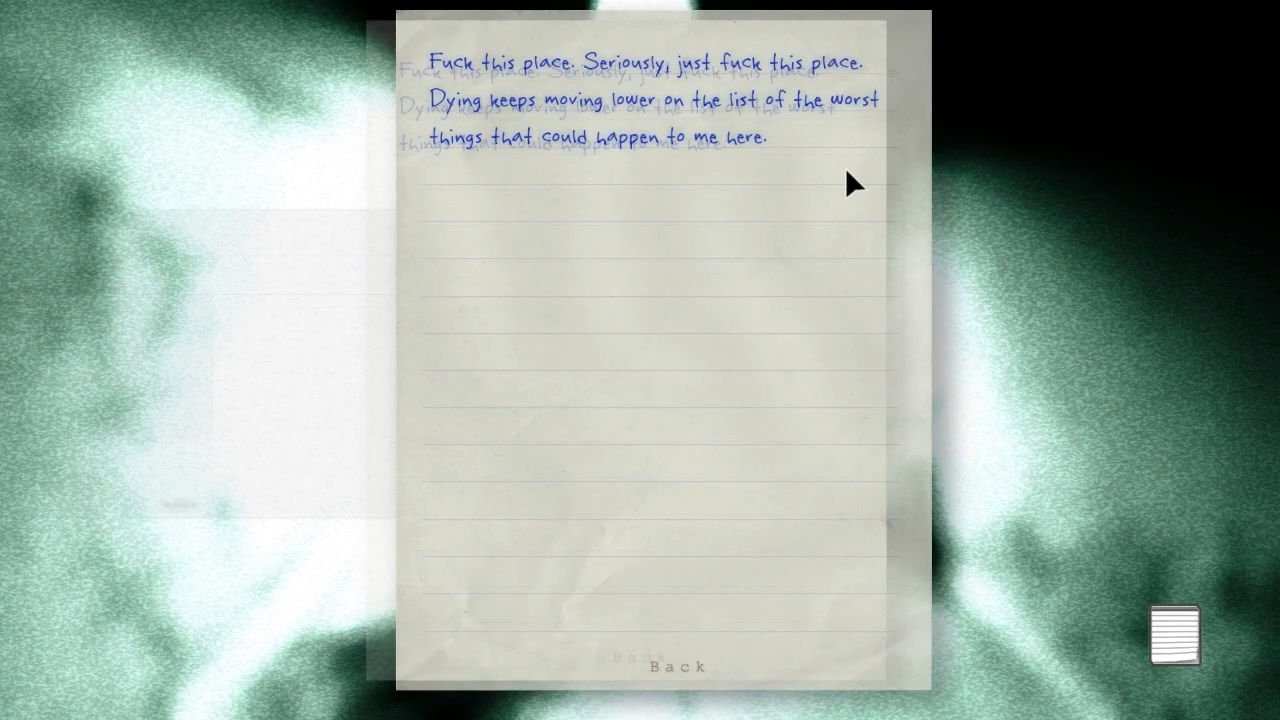 Fuck this place. Seriously, just fuck this place.
Dying keeps moving lower on the list of the worst
things that could happen to me here.
Back